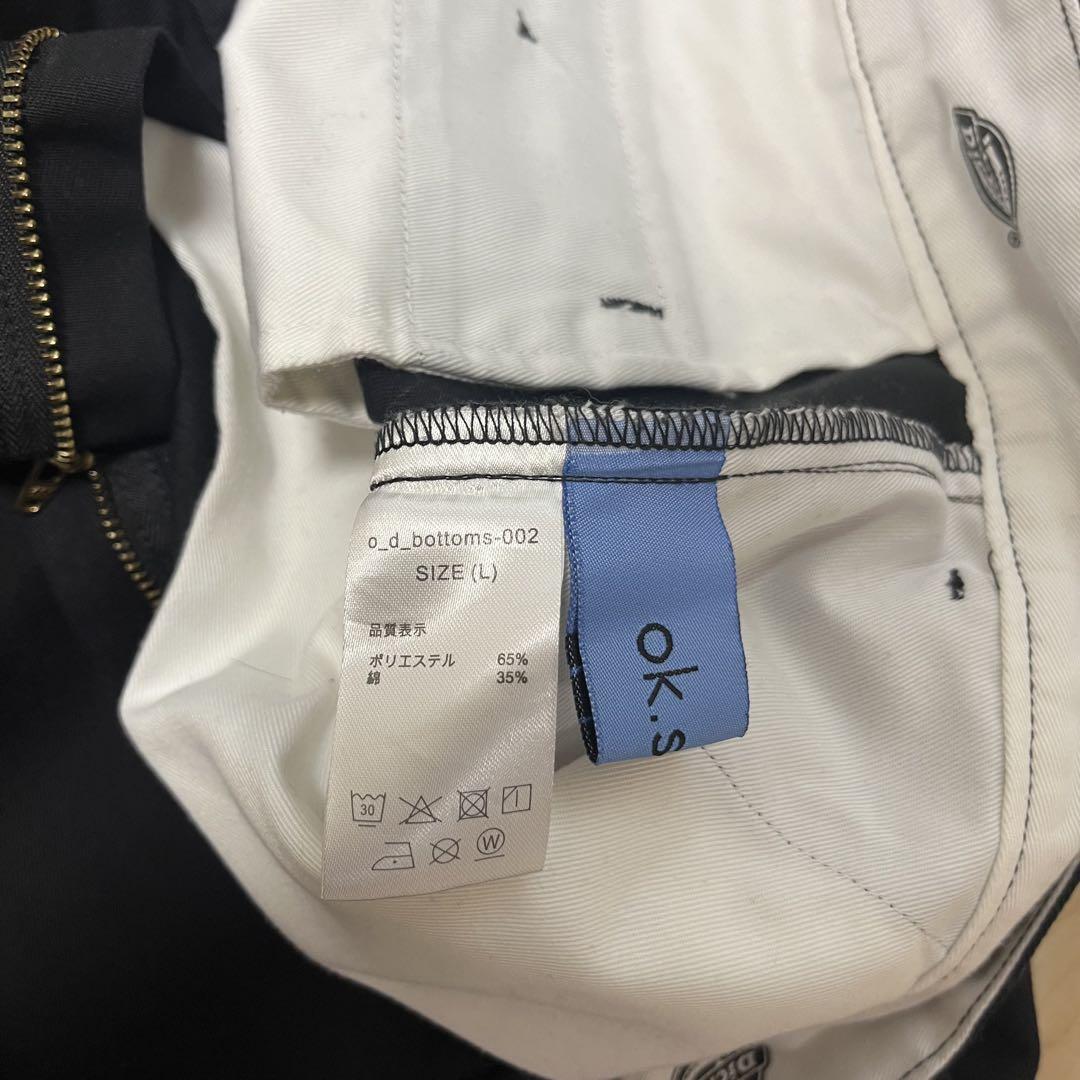 o_d_bottoms-002
SIZE (L)
品質表示
ポリエステル 65%
綿 35%
30
W
ok.s